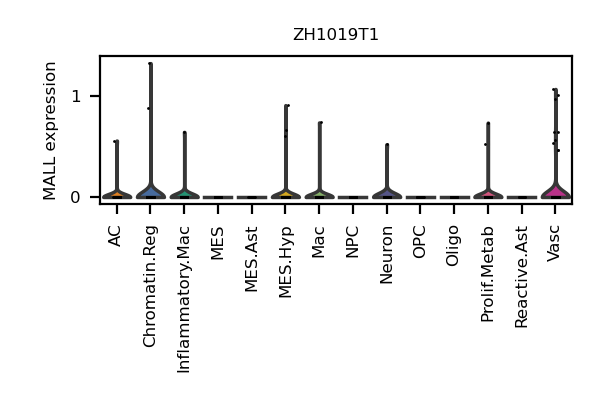 ZH1019T1
MALL expression
1
0
AC
Chromatin.Reg
Inflammatory.Mac
MES
MES.Ast
MES.Hyp
Mac
NPC
Neuron
OPC
Oligo
Prolif.Metab
Reactive.Ast
Vasc